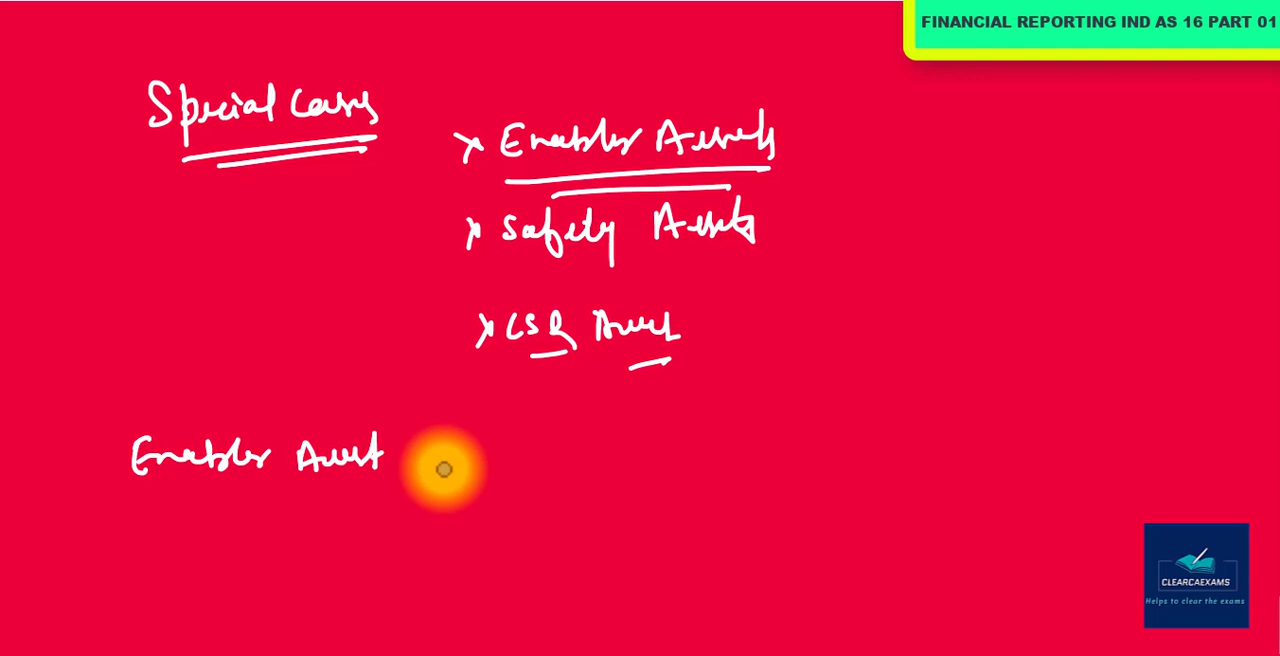 FINANCIAL REPORTING IND AS 16 PART 01
Special Cases
× Enabler Assets
× Safety Assets
× CSR Asset
Enabler Asset
CLEARCAEXAMS
Helps to clear the exams